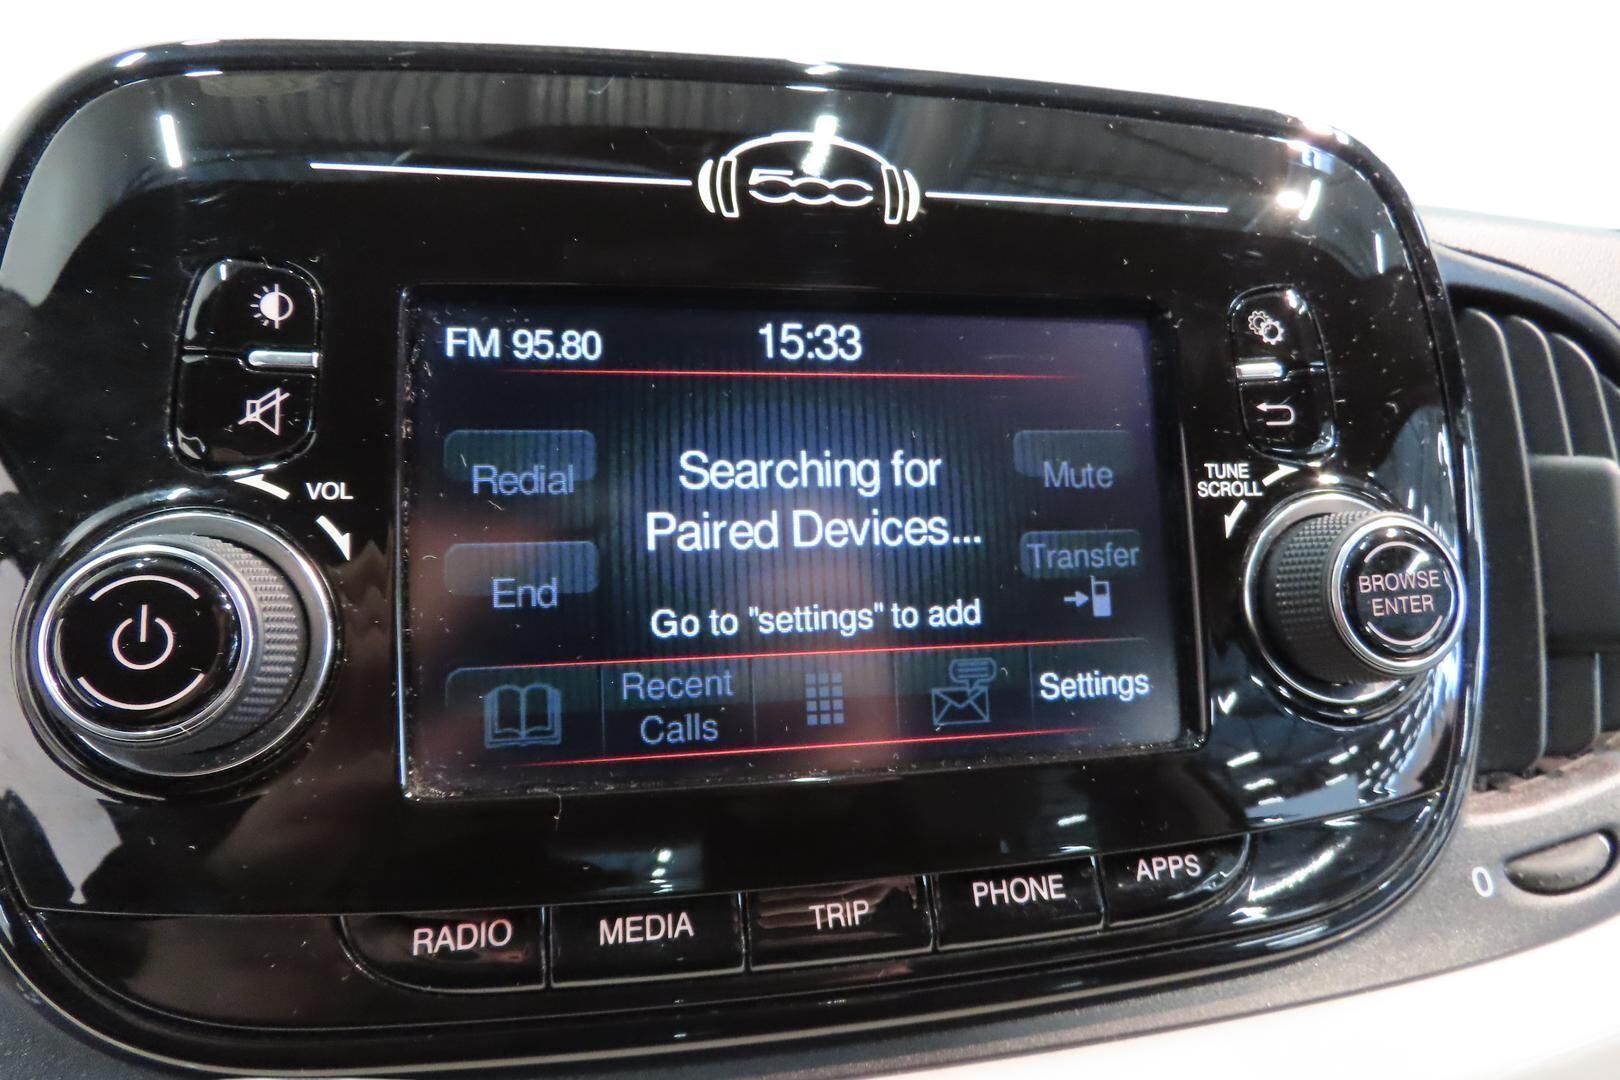 500
FM 95.80
15:33
Redial
Searching for
Paired Devices...
Mute
End
Transfer
Go to "settings" to add
Recent
Calls
Settings
VOL
TUNE
SCROLL
BROWSE
ENTER
RADIO
MEDIA
TRIP
PHONE
APPS
0